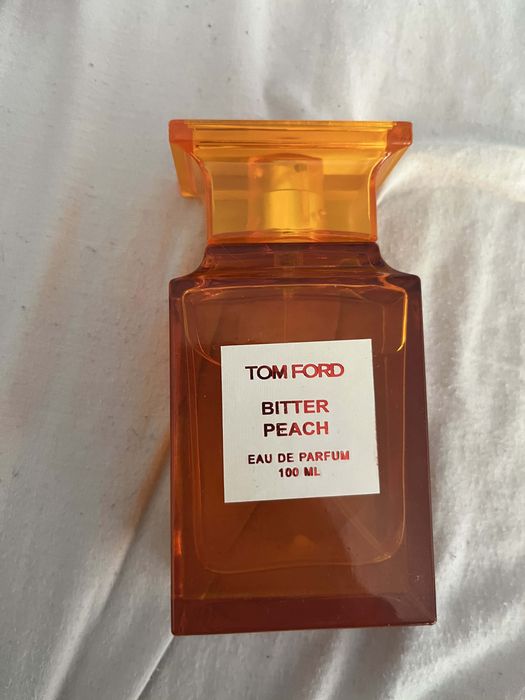 TOM FORD
BITTER
PEACH
EAU DE PARFUM
100 ML